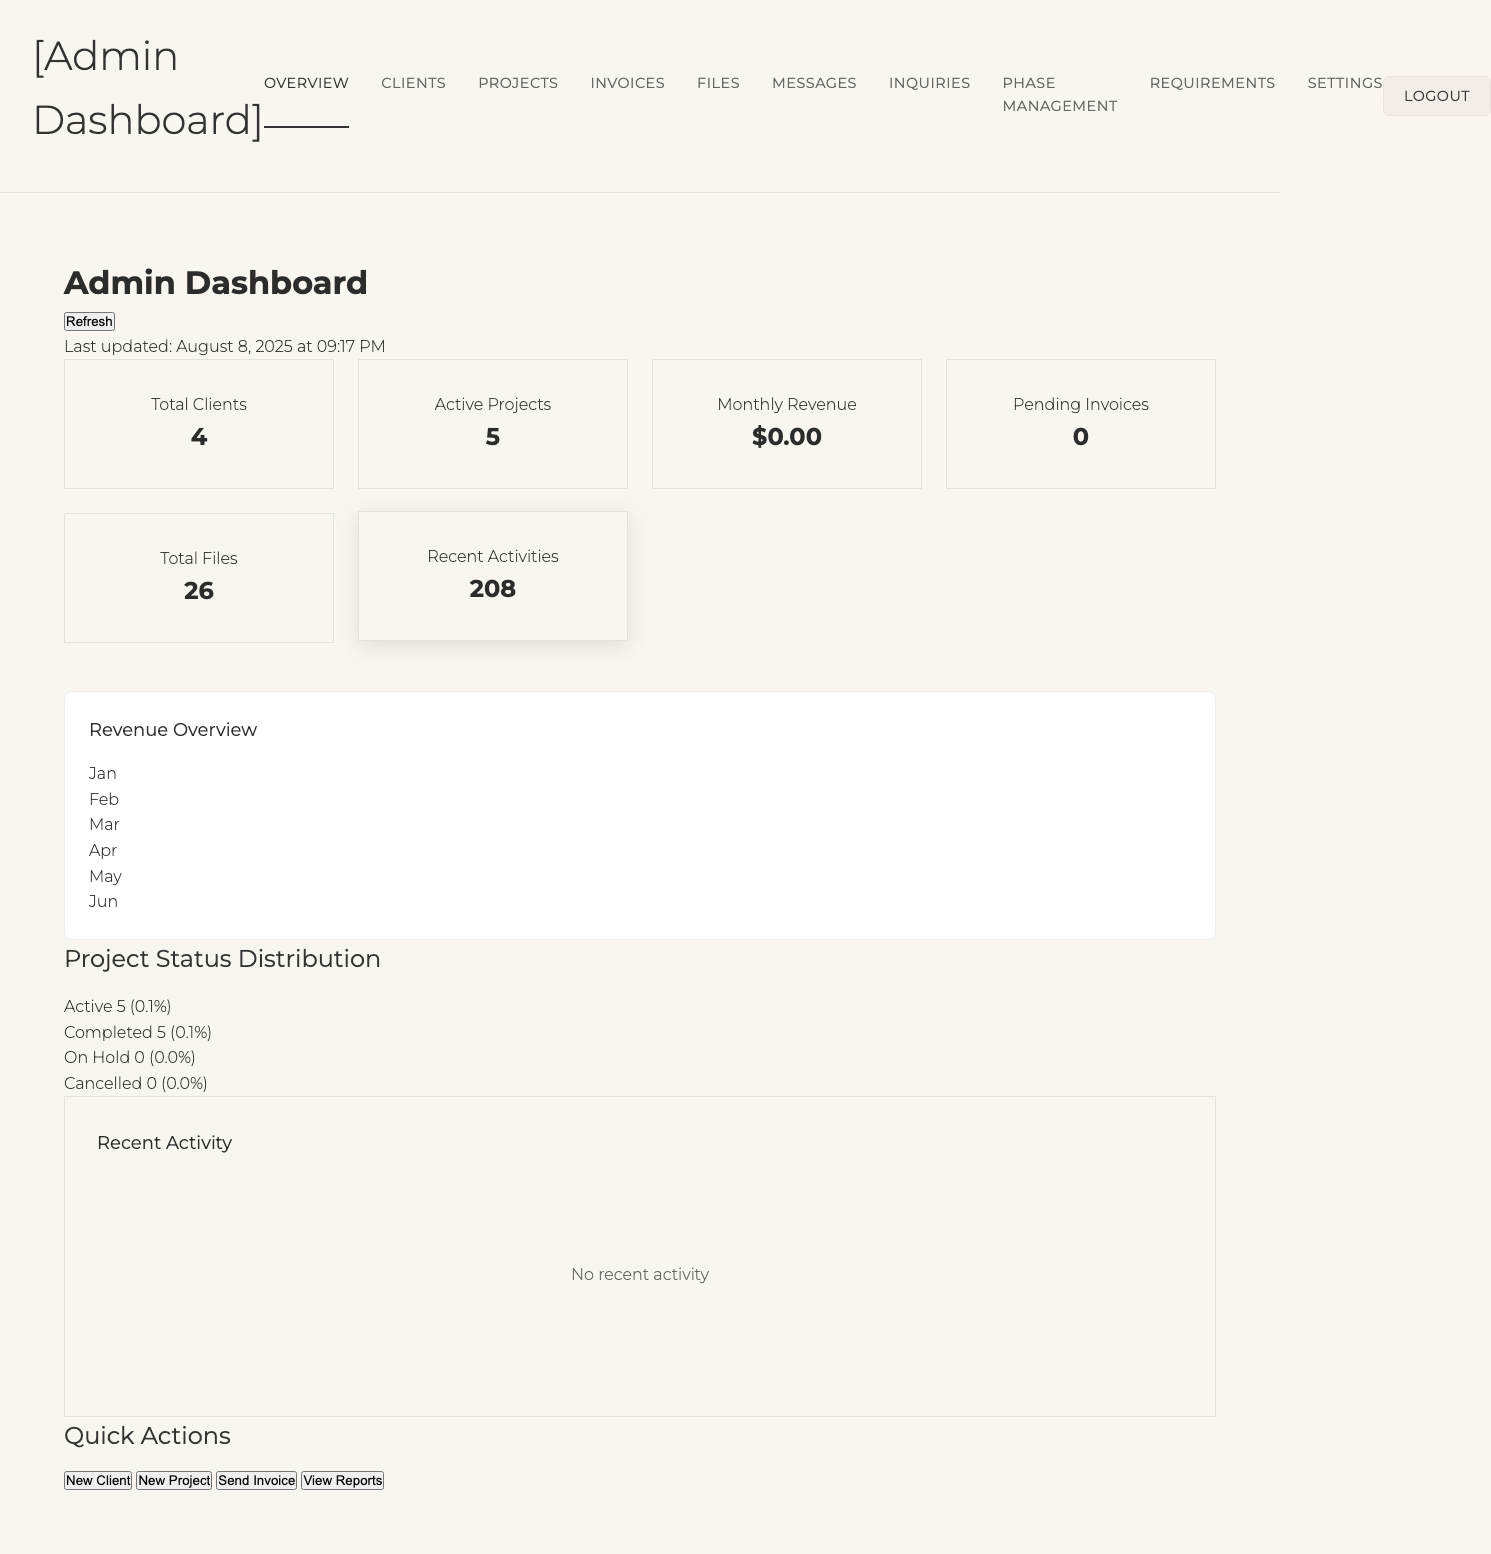 [Admin
Dashboard]
OVERVIEW
CLIENTS
PROJECTS
INVOICES
FILES
MESSAGES
INQUIRIES
PHASE
MANAGEMENT
REQUIREMENTS
SETTINGS
LOGOUT
Admin Dashboard
Refresh
Last updated: August 8, 2025 at 09:17 PM
Total Clients
4
Active Projects
5
Monthly Revenue
$0.00
Pending Invoices
0
Total Files
26
Recent Activities
208
Revenue Overview
Jan
Feb
Mar
Apr
May
Jun
Project Status Distribution
Active 5 (0.1%)
Completed 5 (0.1%)
On Hold 0 (0.0%)
Cancelled 0 (0.0%)
Recent Activity
No recent activity
Quick Actions
New Client
New Project
Send Invoice
View Reports